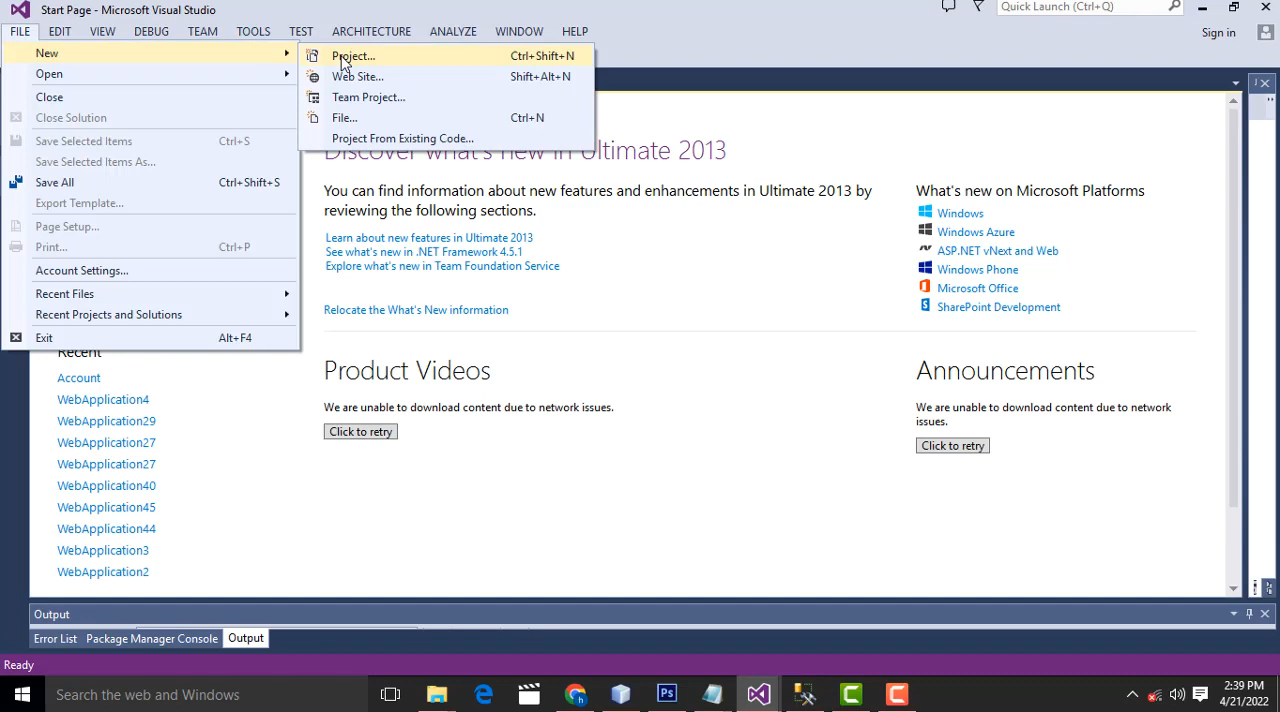 Start Page - Microsoft Visual Studio
Quick Launch (Ctrl+Q)
FILE EDIT VIEW DEBUG TEAM TOOLS TEST ARCHITECTURE ANALYZE WINDOW HELP
Sign in
New
Open
Close
Close Solution
Save Selected Items Ctrl+S
Save Selected Items As...
Save All Ctrl+Shift+S
Export Template...
Page Setup...
Print... Ctrl+P
Account Settings...
Recent Files
Recent Projects and Solutions
Exit Alt+F4
Project... Ctrl+Shift+N
Web Site... Shift+Alt+N
Team Project...
File... Ctrl+N
Project From Existing Code...
Discover what's new in Ultimate 2013
You can find information about new features and enhancements in Ultimate 2013 by
reviewing the following sections.
Learn about new features in Ultimate 2013
See what's new in .NET Framework 4.5.1
Explore what's new in Team Foundation Service
Relocate the What's New information
What's new on Microsoft Platforms
Windows
Windows Azure
ASP.NET vNext and Web
Windows Phone
Microsoft Office
SharePoint Development
Recent
Account
WebApplication4
WebApplication29
WebApplication27
WebApplication27
WebApplication40
WebApplication45
WebApplication44
WebApplication3
WebApplication2
Product Videos
We are unable to download content due to network issues.
Click to retry
Announcements
We are unable to download content due to network
issues.
Click to retry
Output
Error List Package Manager Console Output
Ready
Search the web and Windows
Ps
2:39 PM
4/21/2022